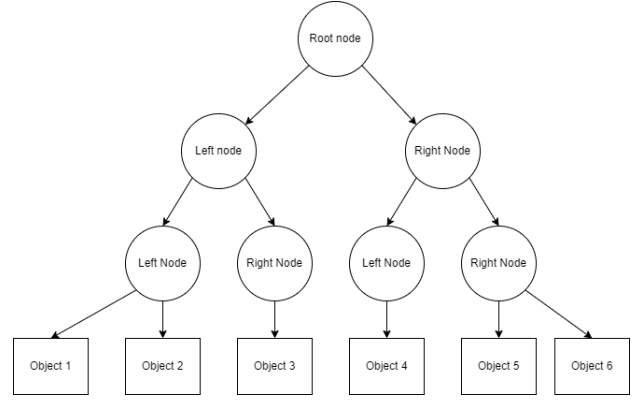 Root node
Left node
Right Node
Left Node
Right Node
Left Node
Right Node
Object 1
Object 2
Object 3
Object 4
Object 5
Object 6